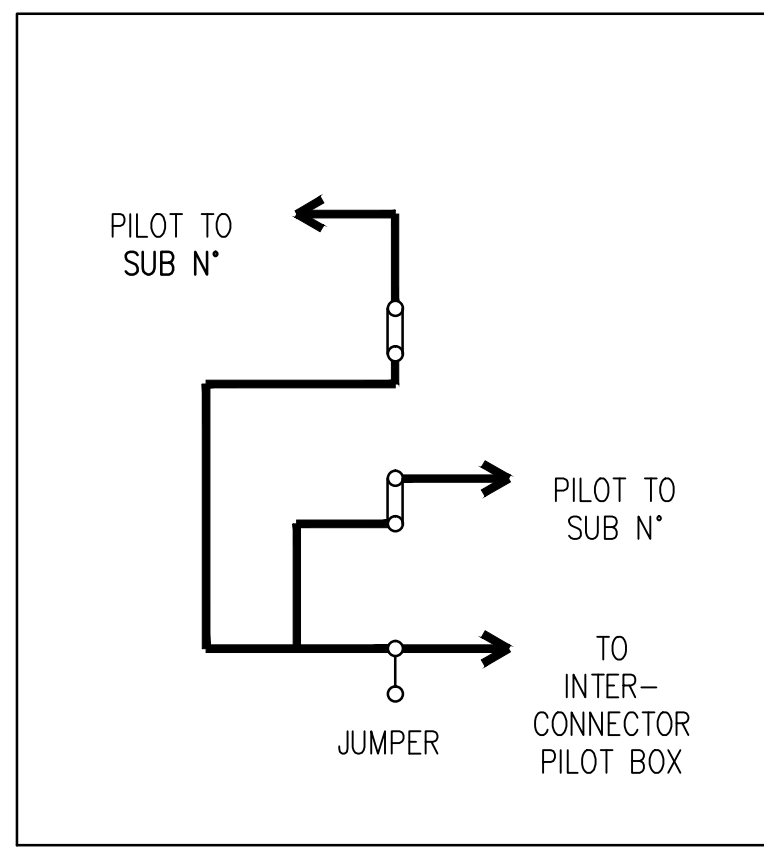 PILOT TO
SUB N°
PILOT TO
SUB N°
TO
INTER–
CONNECTOR
PILOT BOX
JUMPER